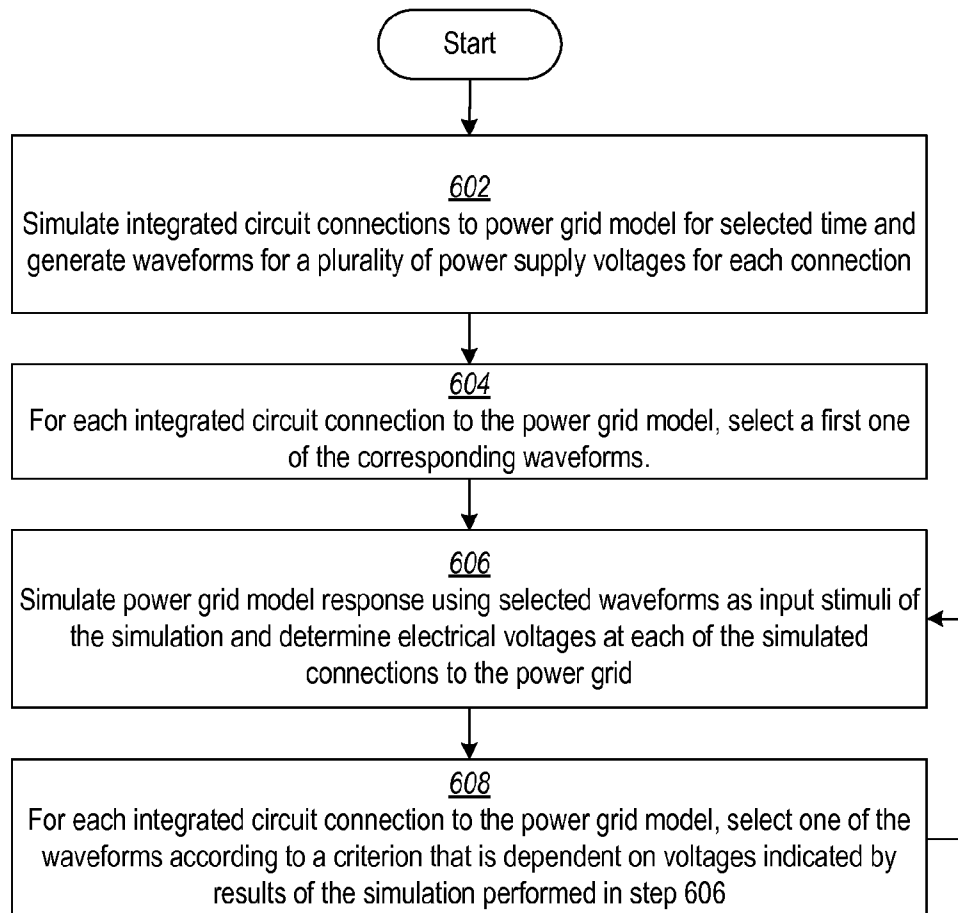 Start
602
Simulate integrated circuit connections to power grid model for selected time and
generate waveforms for a plurality of power supply voltages for each connection
604
For each integrated circuit connection to the power grid model, select a first one
of the corresponding waveforms.
606
Simulate power grid model response using selected waveforms as input stimuli of
the simulation and determine electrical voltages at each of the simulated
connections to the power grid
608
For each integrated circuit connection to the power grid model, select one of the
waveforms according to a criterion that is dependent on voltages indicated by
results of the simulation performed in step 606